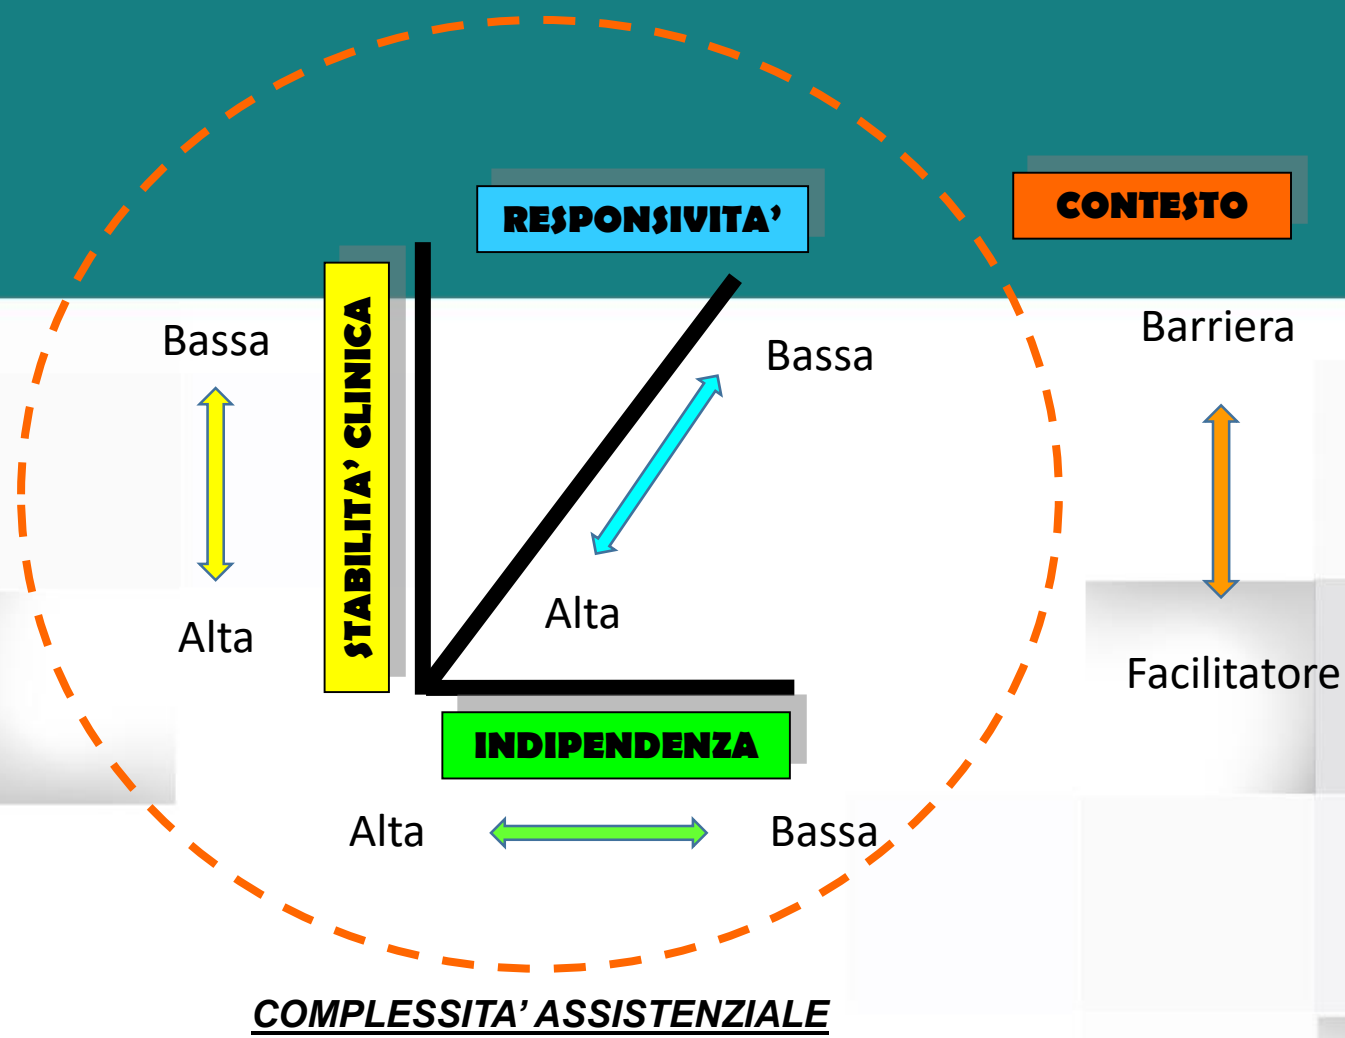 RESPONSIVITA’
CONTESTO
STABILITA’ CLINICA
Bassa
Bassa
Barriera
Alta
Alta
Facilitatore
INDIPENDENZA
Alta
Bassa
COMPLESSITA’ ASSISTENZIALE